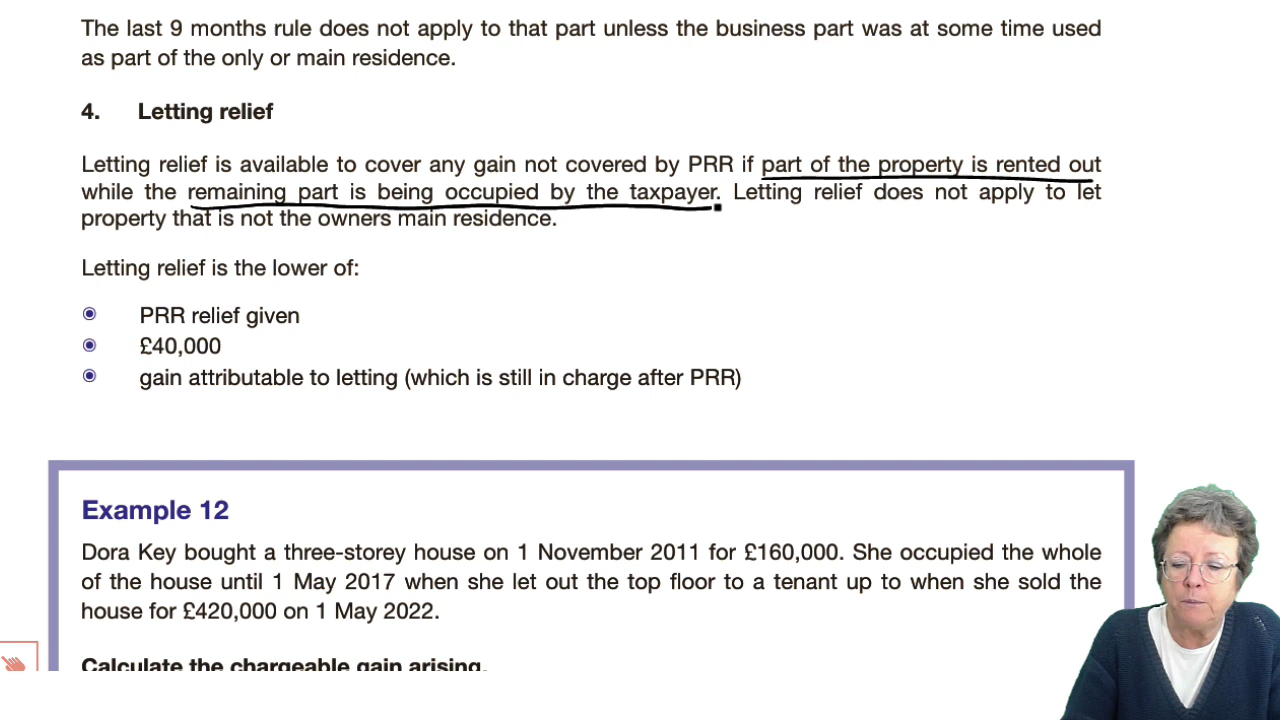 The last 9 months rule does not apply to that part unless the business part was at some time used
as part of the only or main residence.
4. Letting relief
Letting relief is available to cover any gain not covered by PRR if part of the property is rented out
while the remaining part is being occupied by the taxpayer. Letting relief does not apply to let
property that is not the owners main residence.
Letting relief is the lower of:
PRR relief given
£40,000
gain attributable to letting (which is still in charge after PRR)
Example 12
Dora Key bought a three-storey house on 1 November 2011 for £160,000. She occupied the whole
of the house until 1 May 2017 when she let out the top floor to a tenant up to when she sold the
house for £420,000 on 1 May 2022.
Calculate the chargeable gain arising.